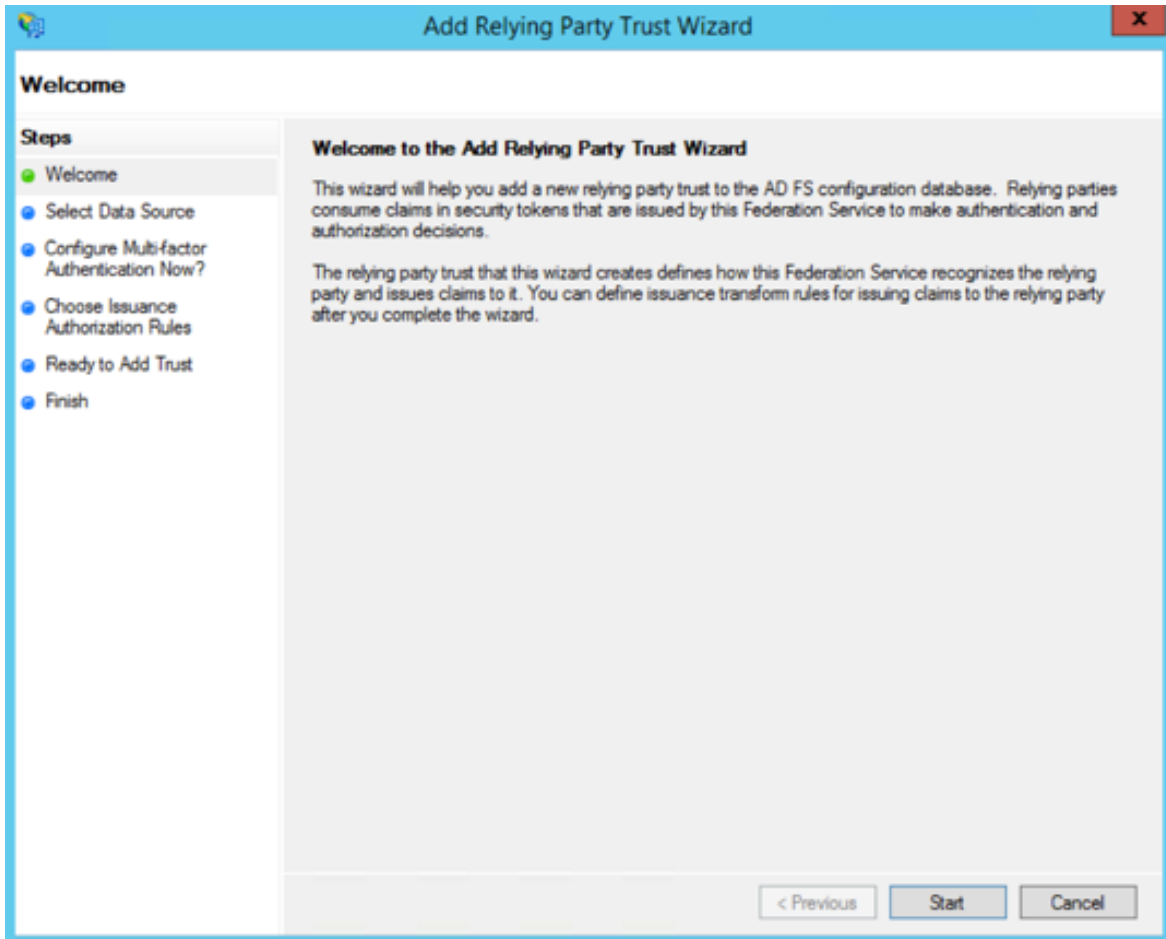 Add Relying Party Trust Wizard
x
Welcome
Steps
Welcome
Select Data Source
Configure Multi-factor
Authentication Now?
Choose Issuance
Authorization Rules
Ready to Add Trust
Finish
Welcome to the Add Relying Party Trust Wizard
This wizard will help you add a new relying party trust to the AD FS configuration database. Relying parties
consume claims in security tokens that are issued by this Federation Service to make authentication and
authorization decisions.
The relying party trust that this wizard creates defines how this Federation Service recognizes the relying
party and issues claims to it. You can define issuance transform rules for issuing claims to the relying party
after you complete the wizard.
< Previous
Start
Cancel